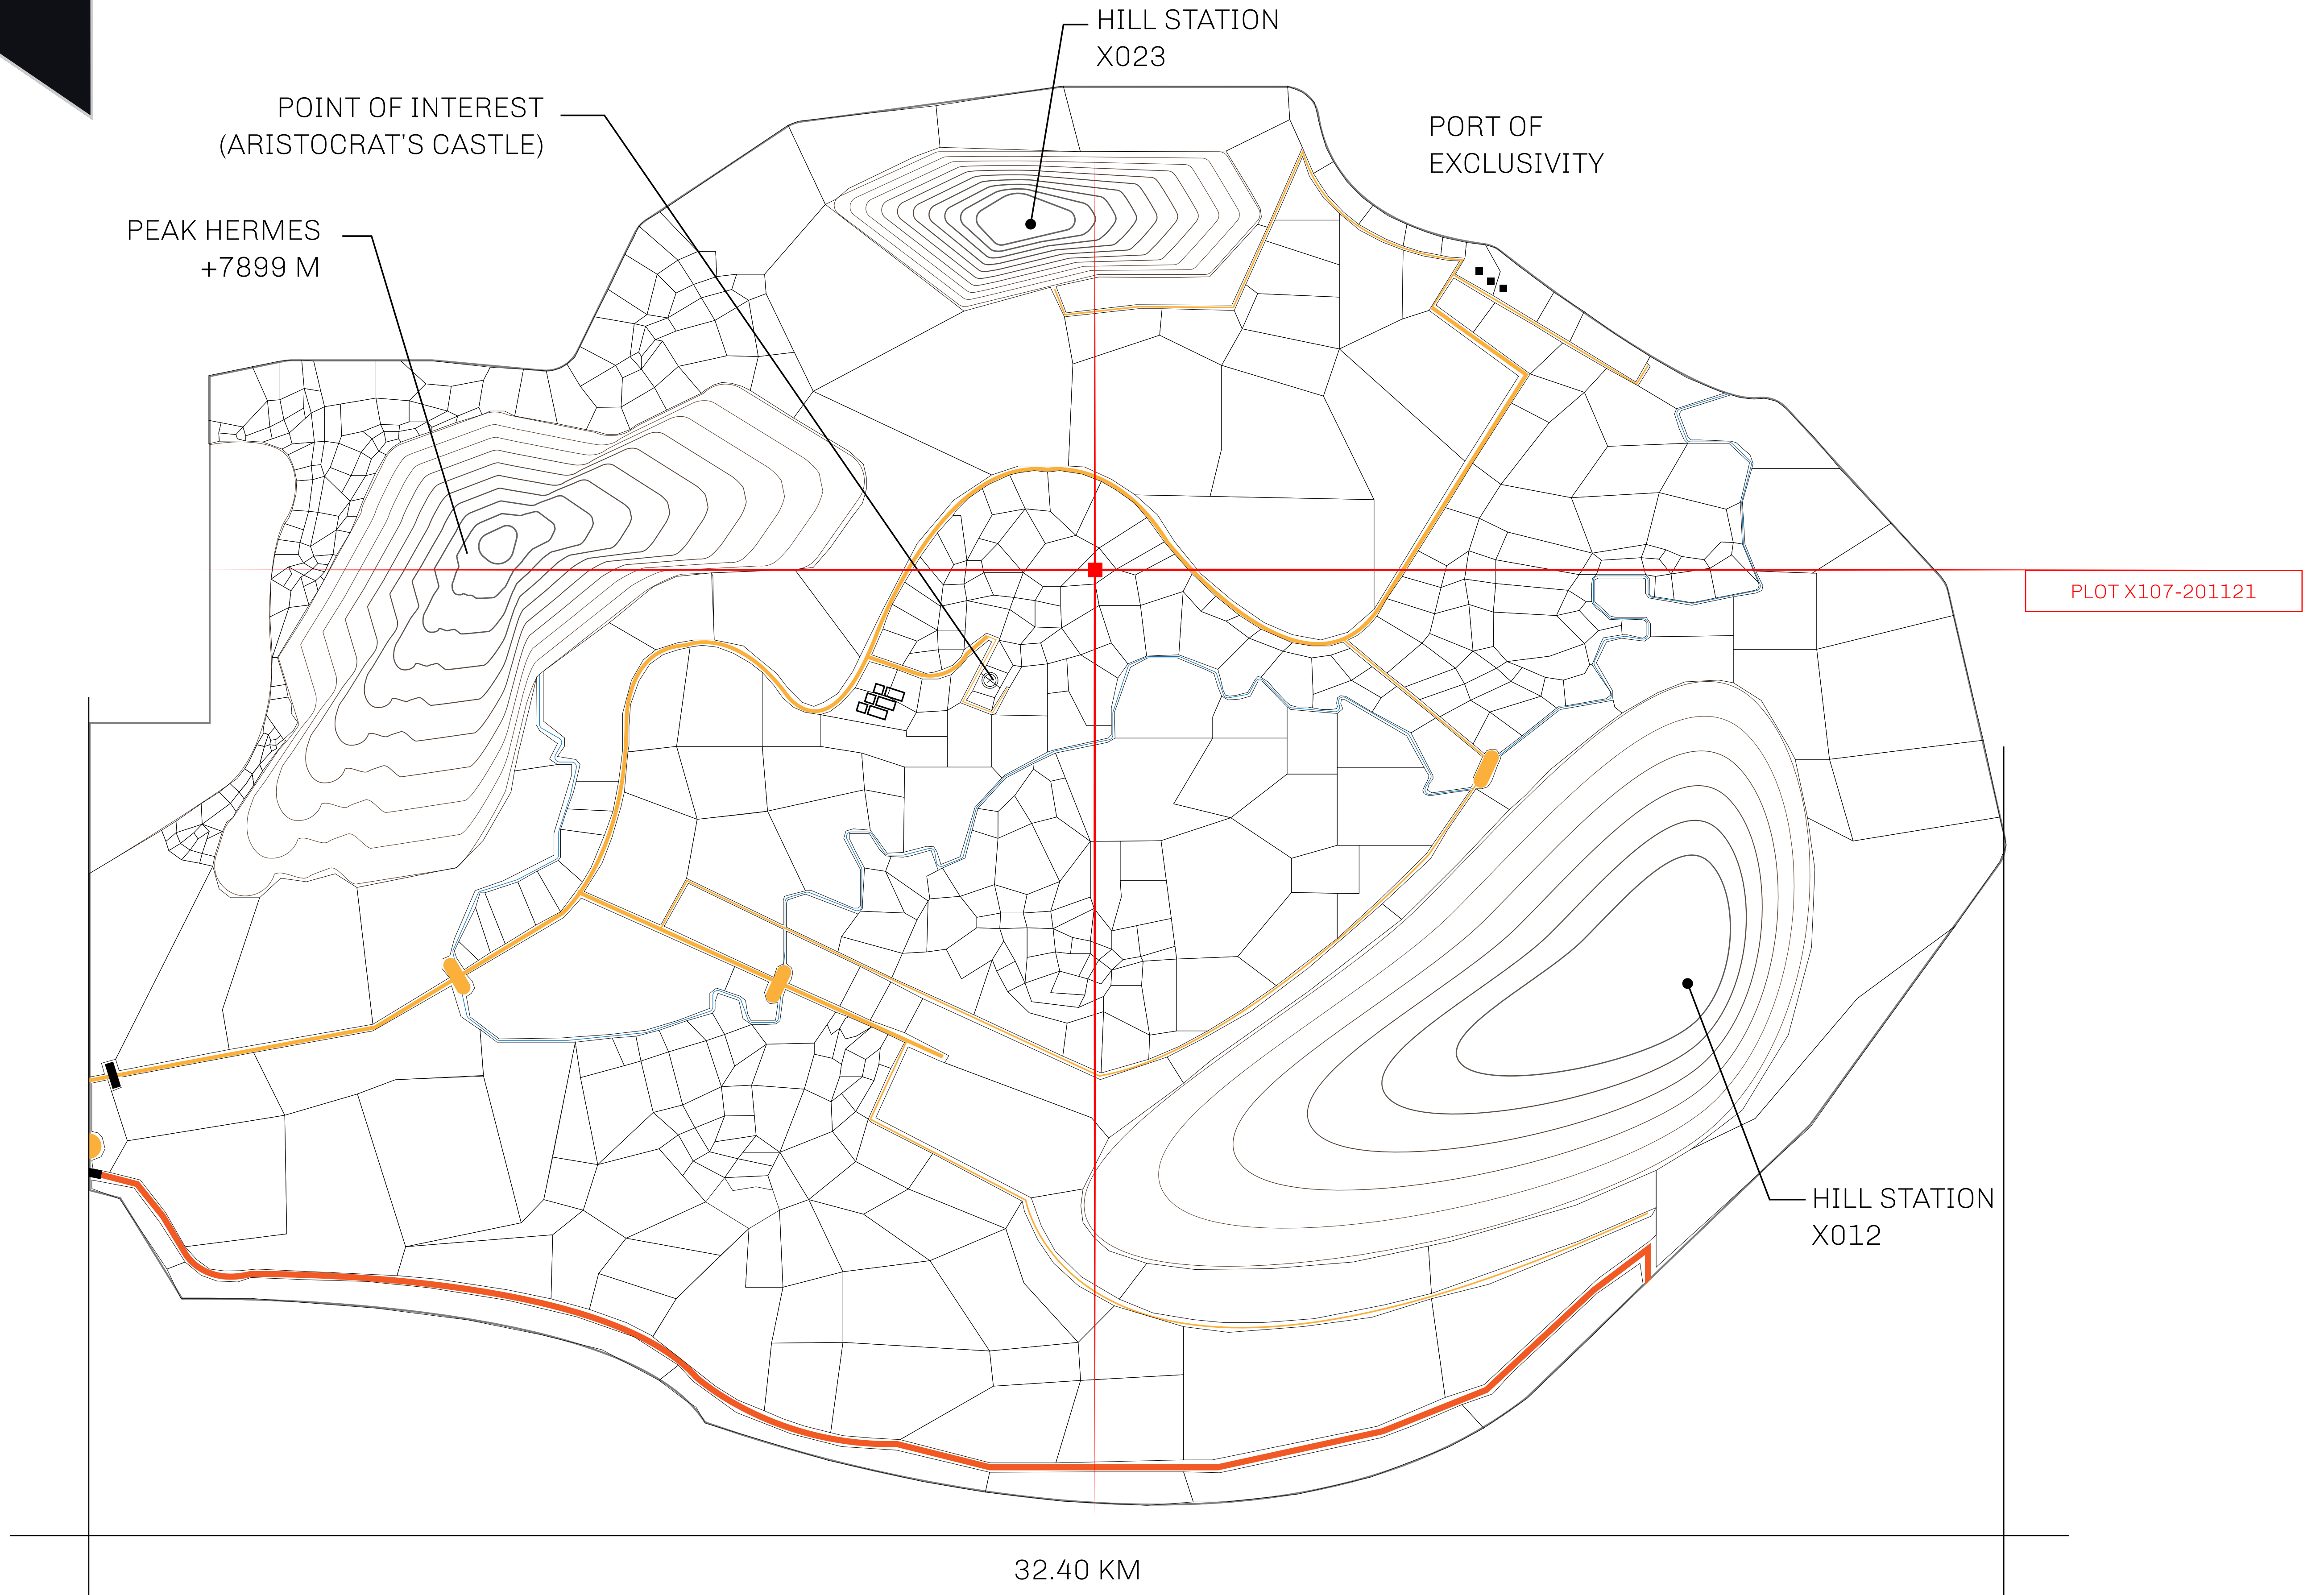 HILL STATION
X023
POINT OF INTEREST
(ARISTOCRAT'S CASTLE)
PORT OF
EXCLUSIVITY
PEAK HERMES
+7899 M
PLOT X107-201121
HILL STATION
X012
32.40 KM